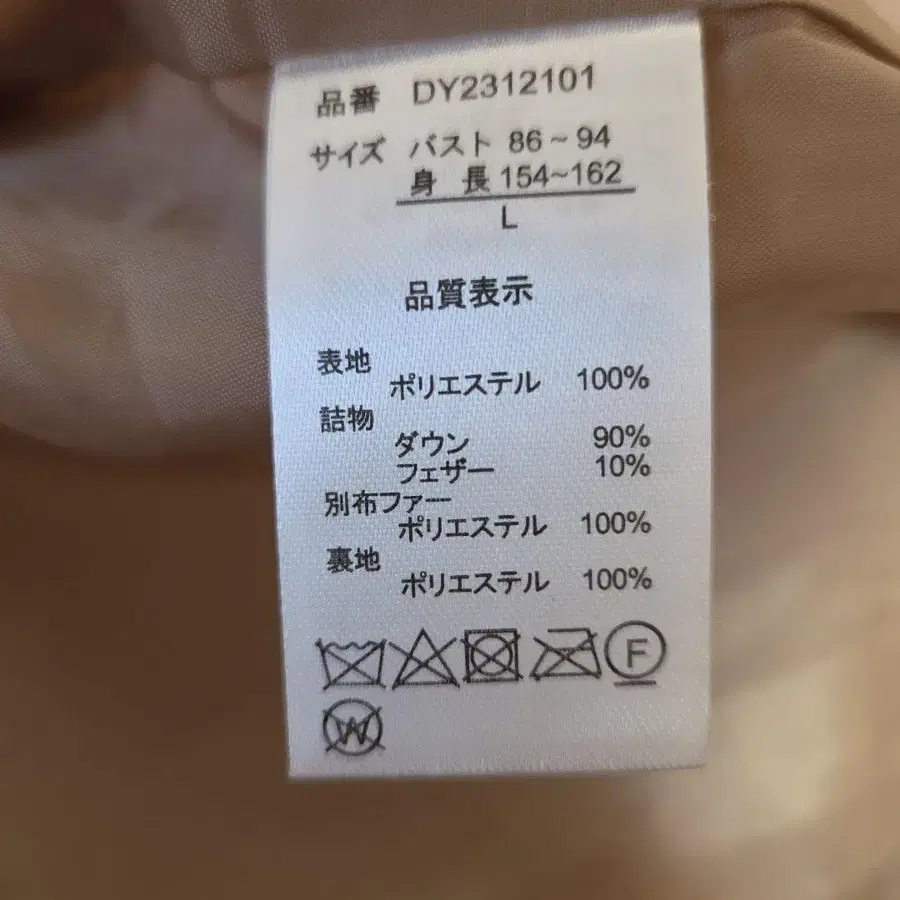 品番 DY2312101
サイズ バスト 86~94
身 長 154~162
L
品質表示
表地
ポリエステル 100%
詰物
ダウン 90%
フェザー 10%
別布ファー
ポリエステル 100%
裏地
ポリエステル 100%
F
W